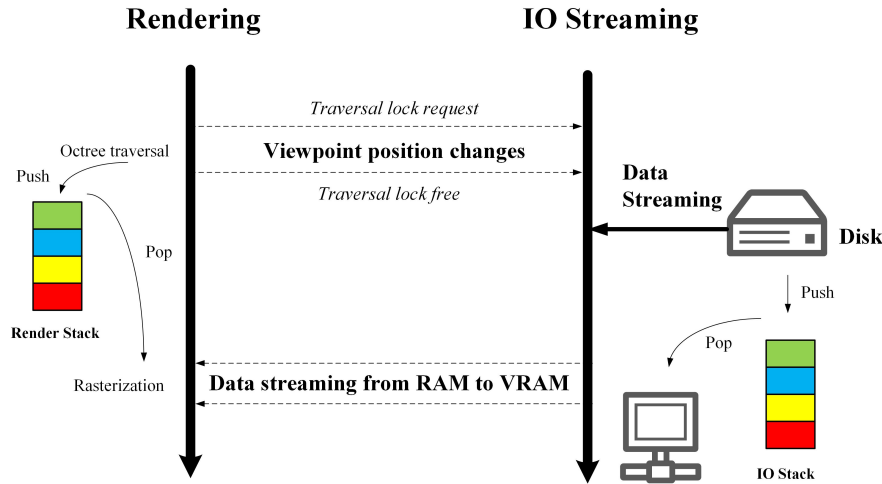 Rendering
IO Streaming
Traversal lock request
Octree traversal
Viewpoint position changes
Push
Traversal lock free
Data
Streaming
Disk
Pop
Push
Render Stack
Pop
Rasterization
Data streaming from RAM to VRAM
IO Stack